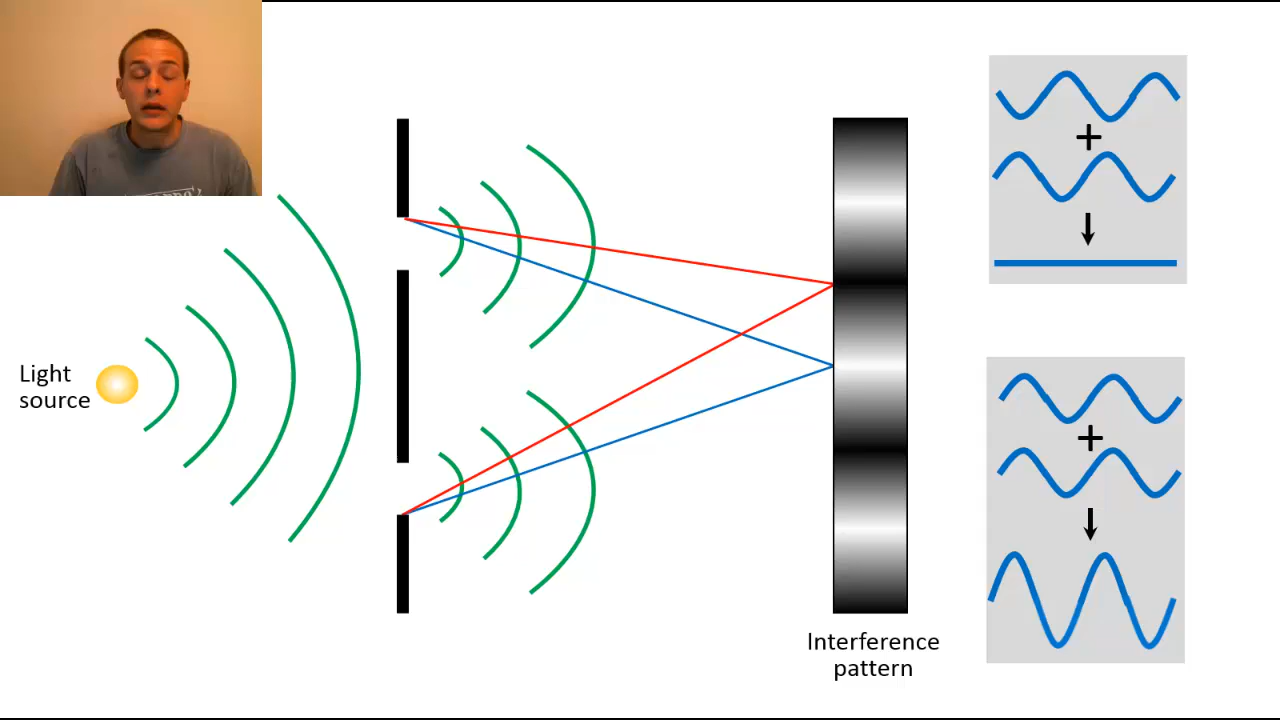 Light
source
+
+
Interference
pattern